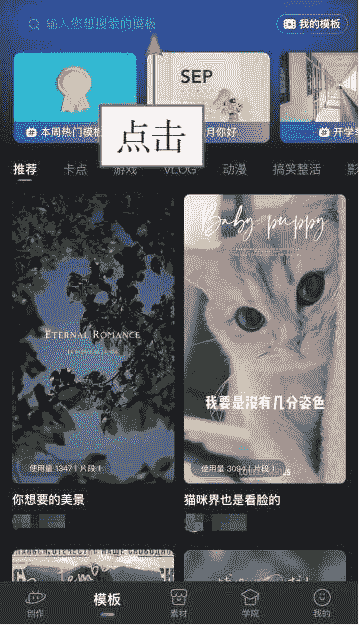 输入您想搜索的模板
我的模板
SEP
# 本周热门模板
月你好
# 开学季
点击
推荐 卡点 游戏 VLOG 动漫 搞笑整活
Baby puppy
ETERNAL ROMANCE
我要是没有几分姿色
使用量 1347 | 片段 1
使用量 3094 | 片段 1
你想要的美景
猫咪界也是看脸的
创作 模板 素材 学院 我的